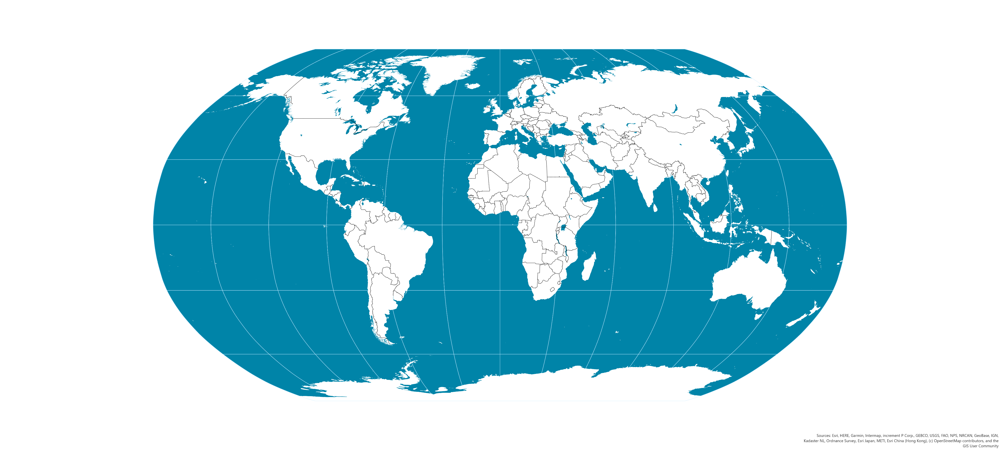 Sources: Esri, HERE, Garmin, Intermap, increment P Corp., GEBCO, USGS, FAO, NPS, NRCAN, GeoBase, IGN,
Kadaster NL, Ordnance Survey, Esri Japan, METI, Esri China (Hong Kong), (c) OpenStreetMap contributors, and the
GIS User Community